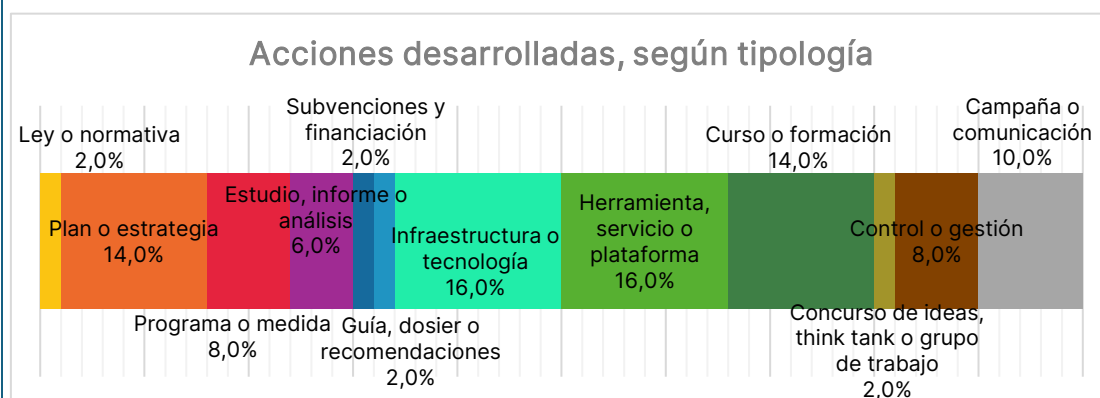 Acciones desarrolladas, según tipología
Ley o normativa
2,0%
Plan o estrategia
14,0%
Programa o medida
8,0%
Estudio, informe o
análisis
6,0%
Subvenciones y
financiación
2,0%
Guía, dosier o
recomendaciones
2,0%
Infraestructura o
tecnología
16,0%
Herramienta,
servicio o
plataforma
16,0%
Curso o formación
14,0%
Concurso de ideas,
think tank o grupo
de trabajo
2,0%
Control o gestión
8,0%
Campaña o
comunicación
10,0%